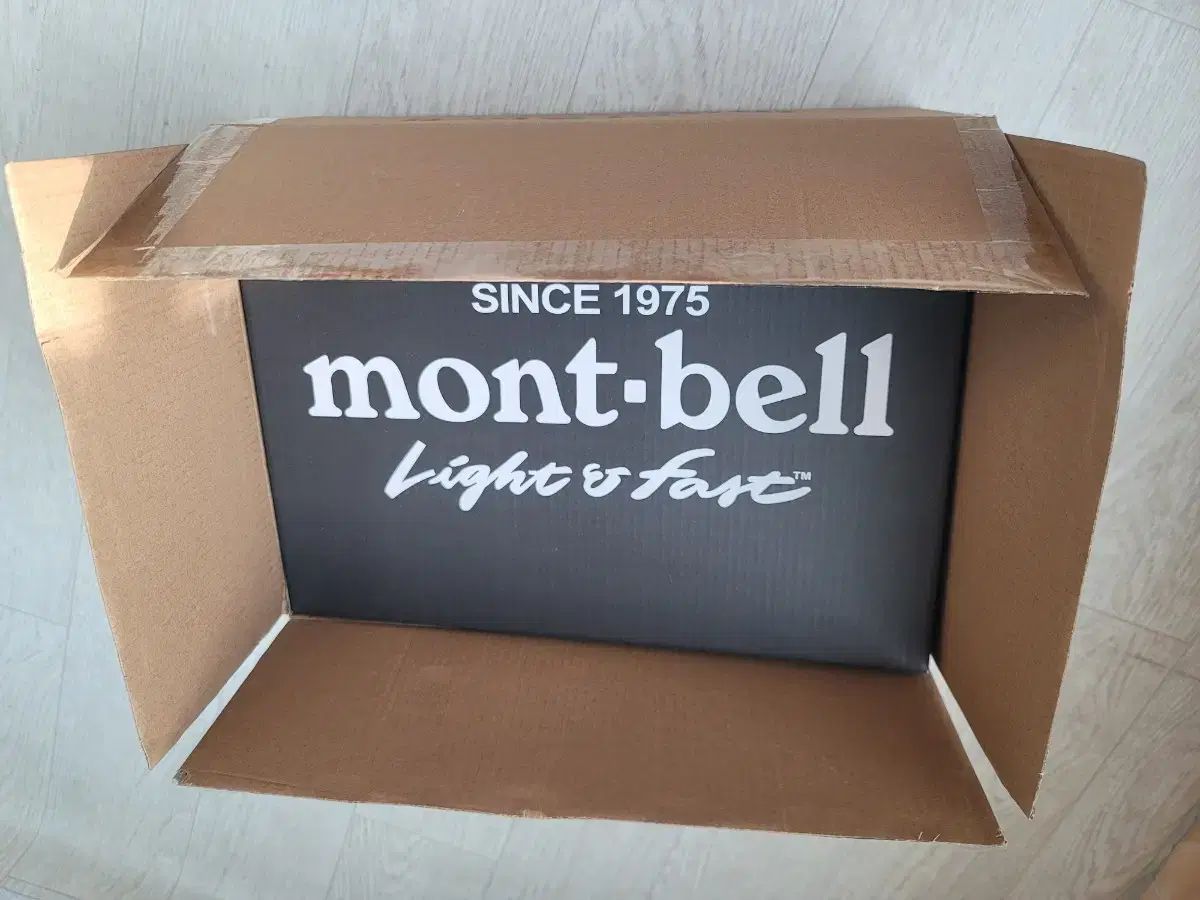 SINCE 1975
mont-bell
Light & fast™